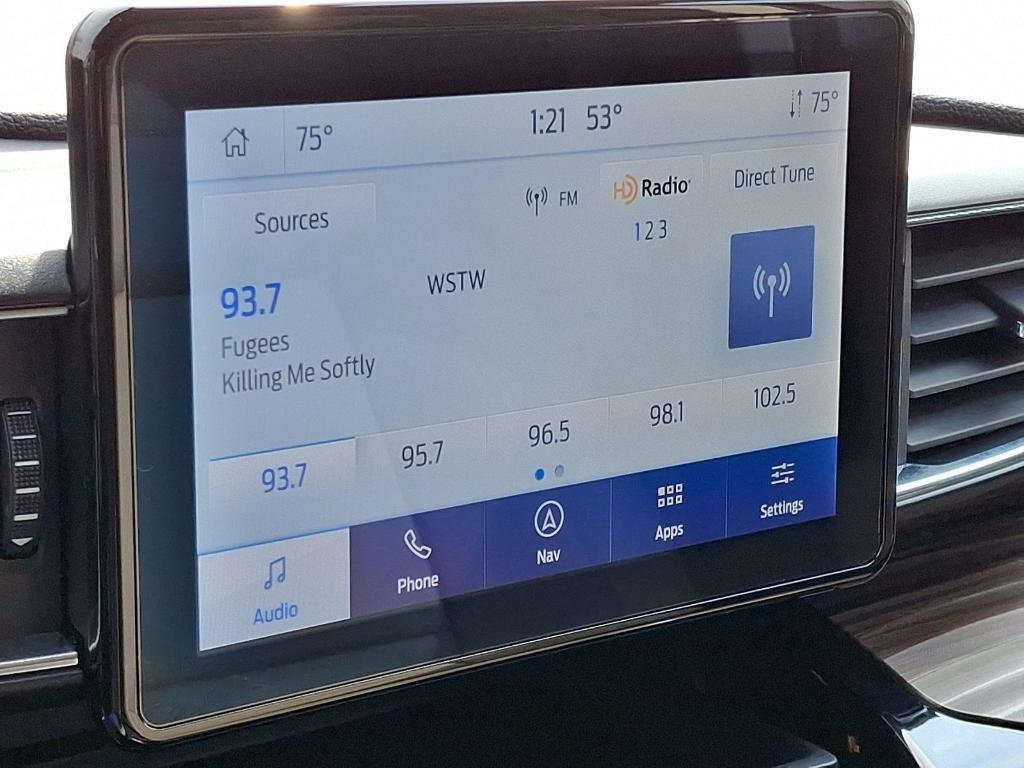 75° 1:21 53° 75°
Sources FM HD Radio Direct Tune
1 2 3
93.7 WSTW
Fugees
Killing Me Softly
93.7 95.7 96.5 98.1 102.5
Audio Phone Nav Apps Settings